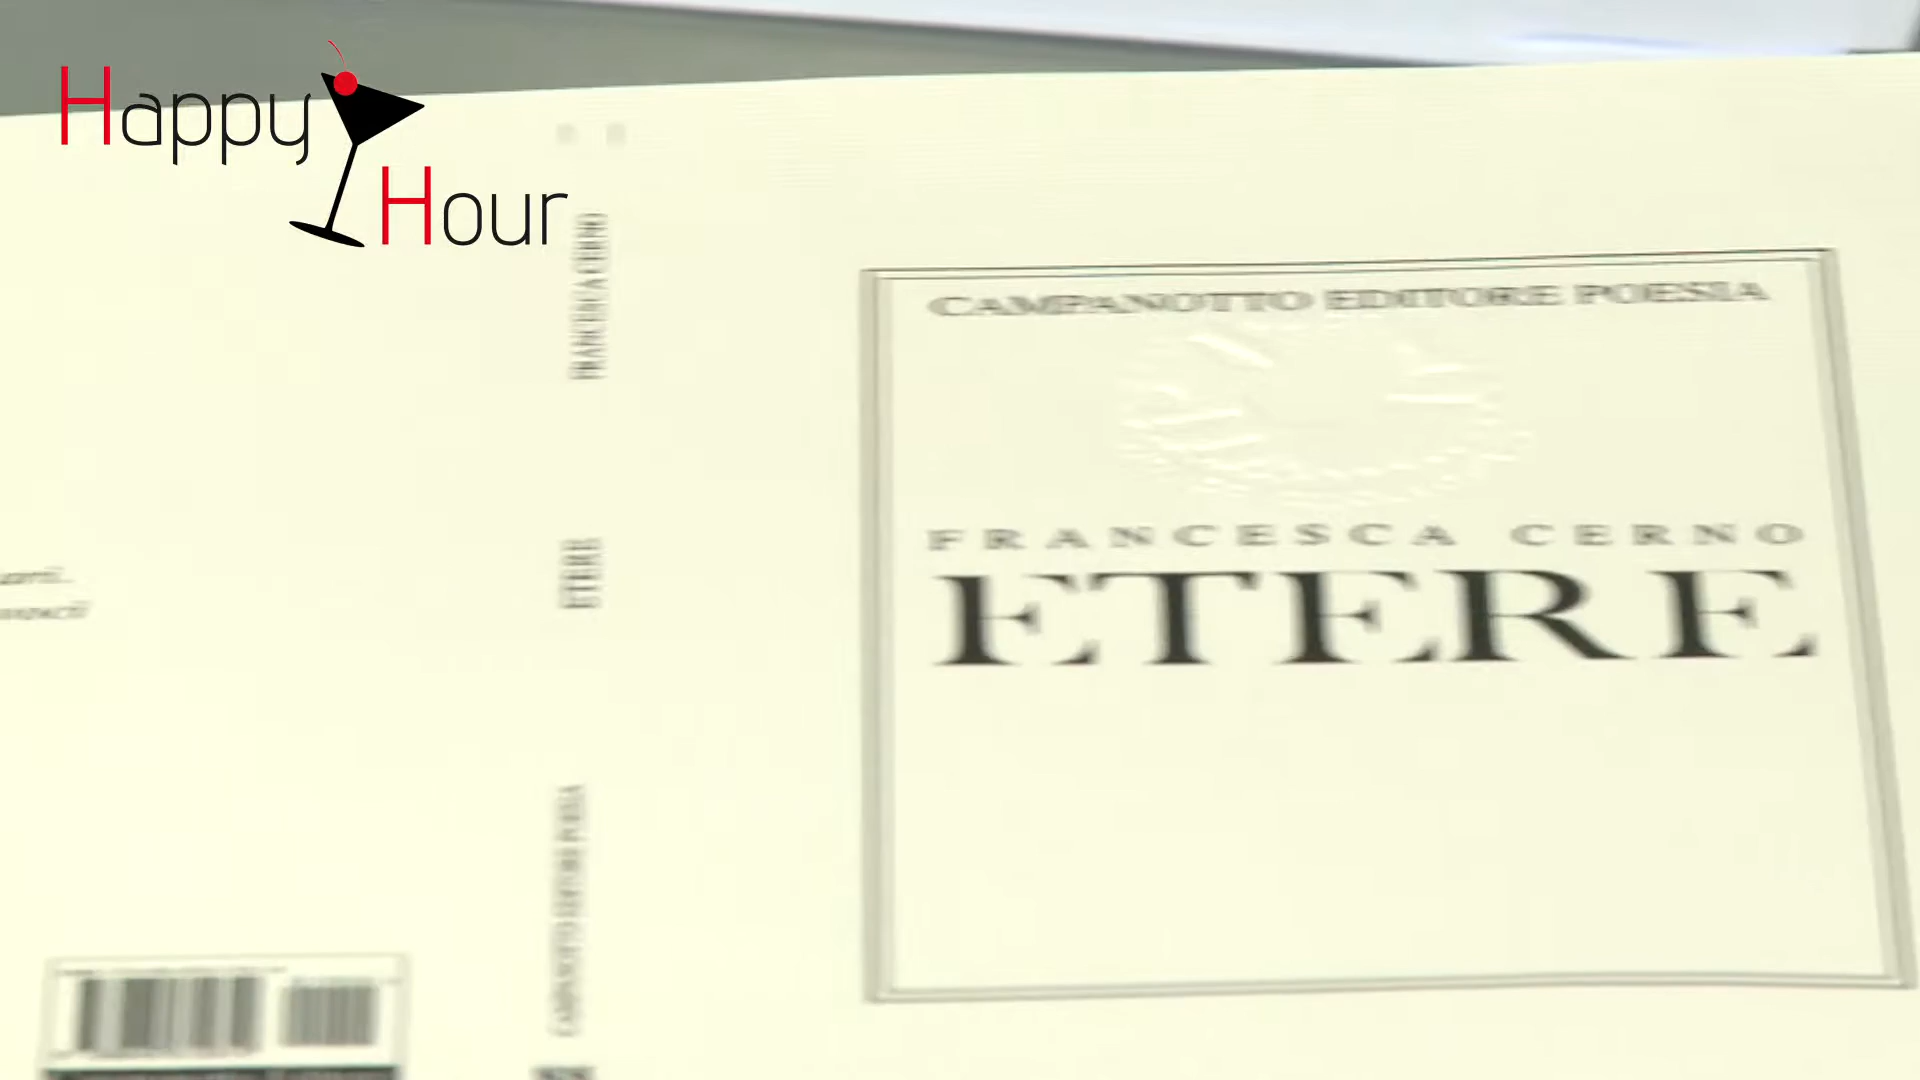 Happy
Hour
CAMPANOTTO EDITORE POESIA
FRANCESCA CERNO
ETERE
FRANCESCA CERNO
ETERE
CAMPANOTTO EDITORE POESIA